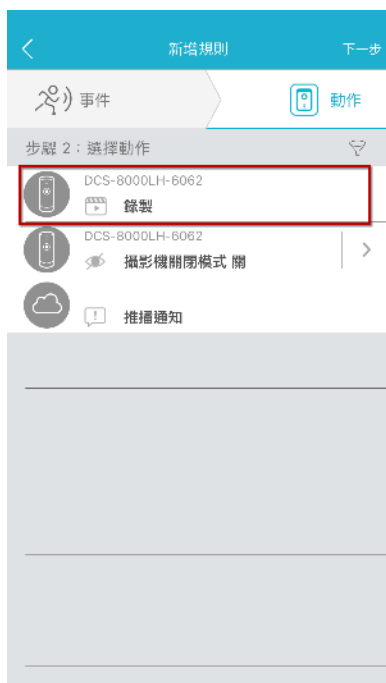 新增規則 下一步
事件 動作
步驟 2：選擇動作
DCS-8000LH-6062
錄製
DCS-8000LH-6062
攝影機關閉模式 開
推播通知